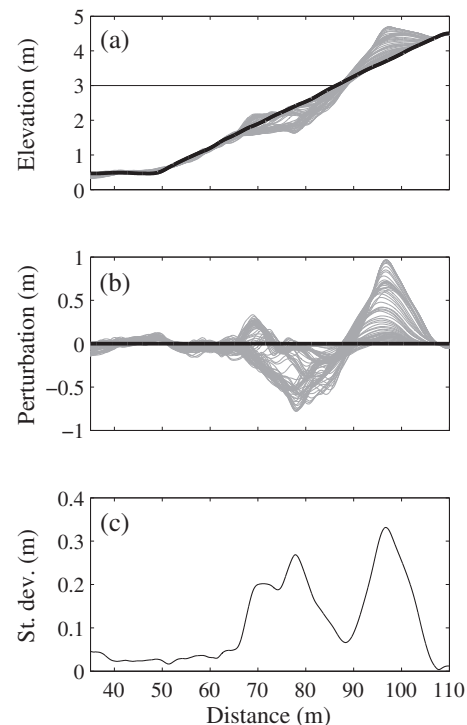 (a)
Elevation (m)
5
4
3
2
1
0
(b)
Perturbation (m)
1
0.5
0
−0.5
−1
(c)
St. dev. (m)
0.4
0.3
0.2
0.1
0
40 50 60 70 80 90 100 110
Distance (m)